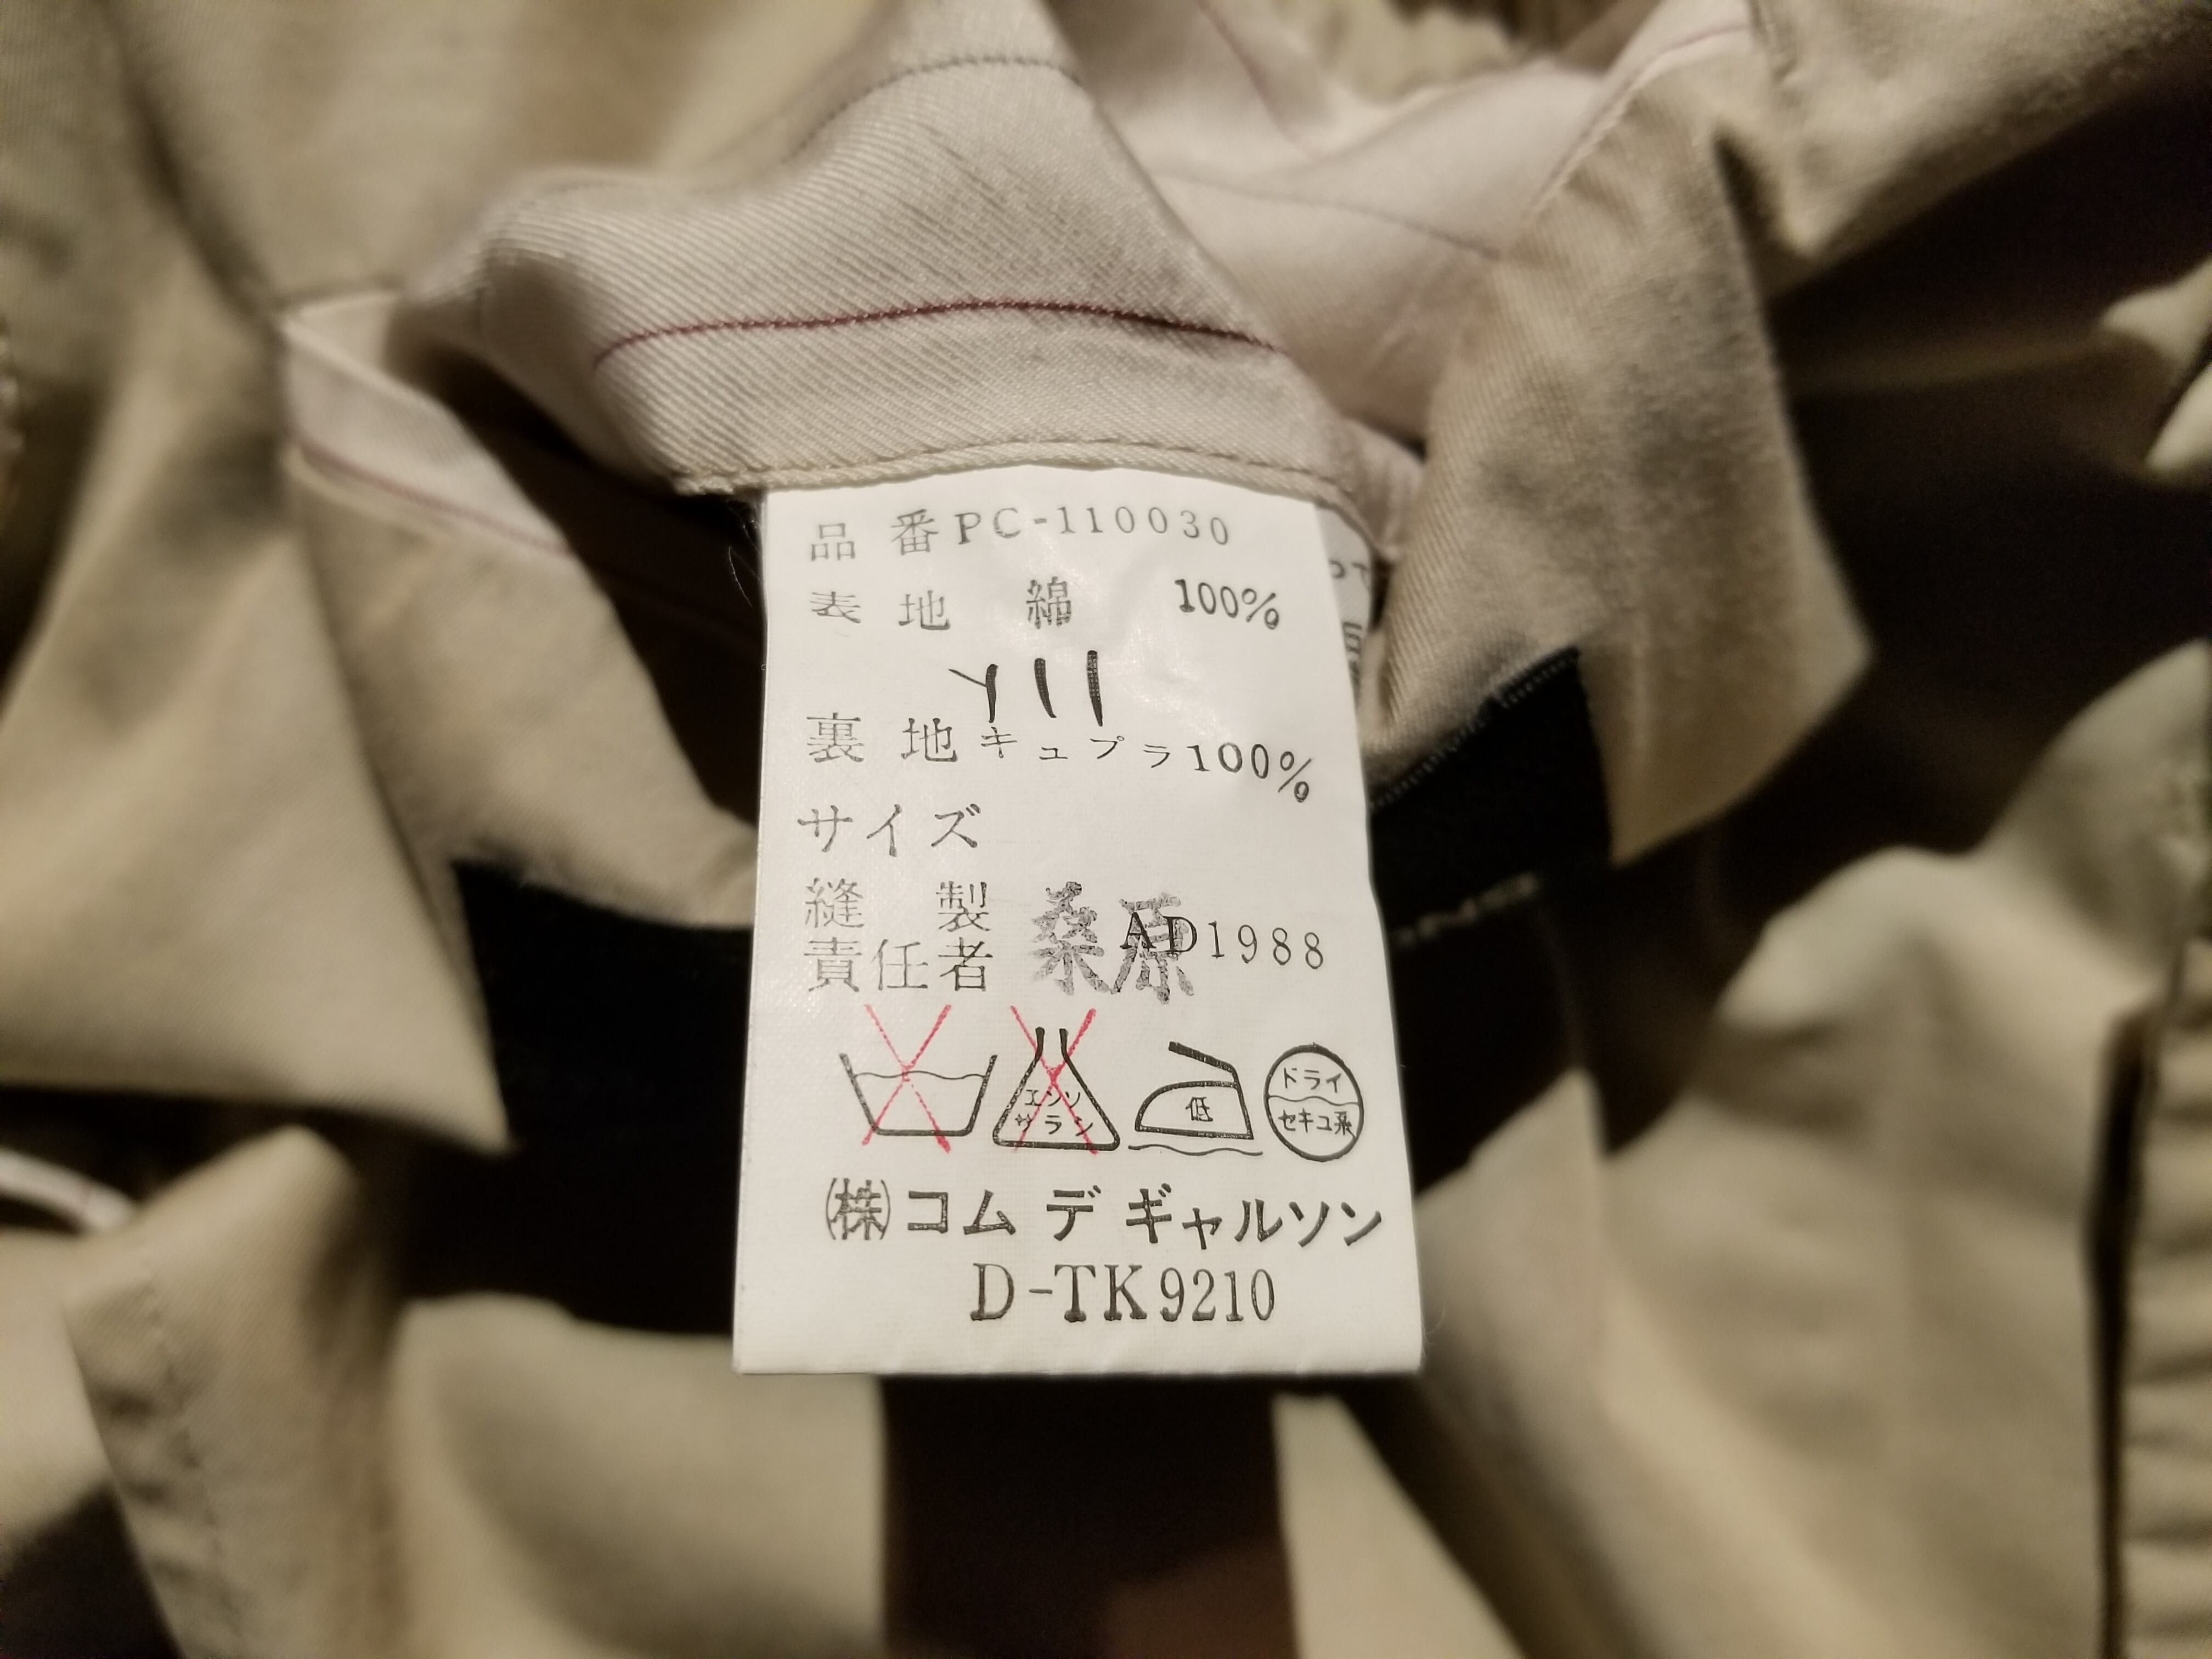 品番 PC-110030
表地 綿 100%
裏地 キュプラ 100%
サイズ
縫製
責任者 桑原 AD1988
エンソ
サラシ
低
ドライ
セキユ系
㈱コム デ ギャルソン
D-TK9210